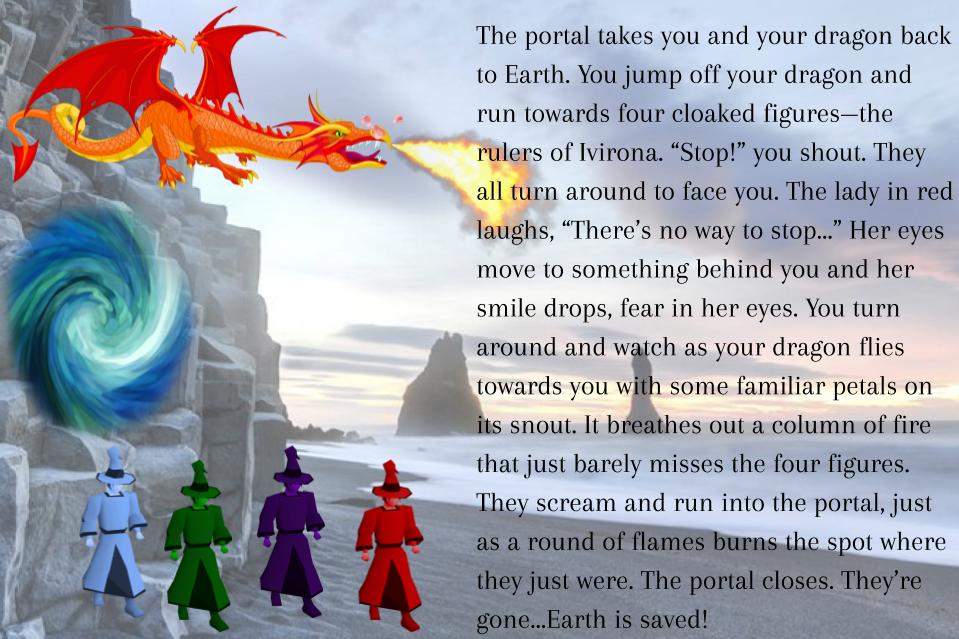 The portal takes you and your dragon back
to Earth. You jump off your dragon and
run towards four cloaked figures—the
rulers of Ivirona. “Stop!” you shout. They
all turn around to face you. The lady in red
laughs, “There’s no way to stop...” Her eyes
move to something behind you and her
smile drops, fear in her eyes. You turn
around and watch as your dragon flies
towards you with some familiar petals on
its snout. It breathes out a column of fire
that just barely misses the four figures.
They scream and run into the portal, just
as a round of flames burns the spot where
they just were. The portal closes. They’re
gone...Earth is saved!